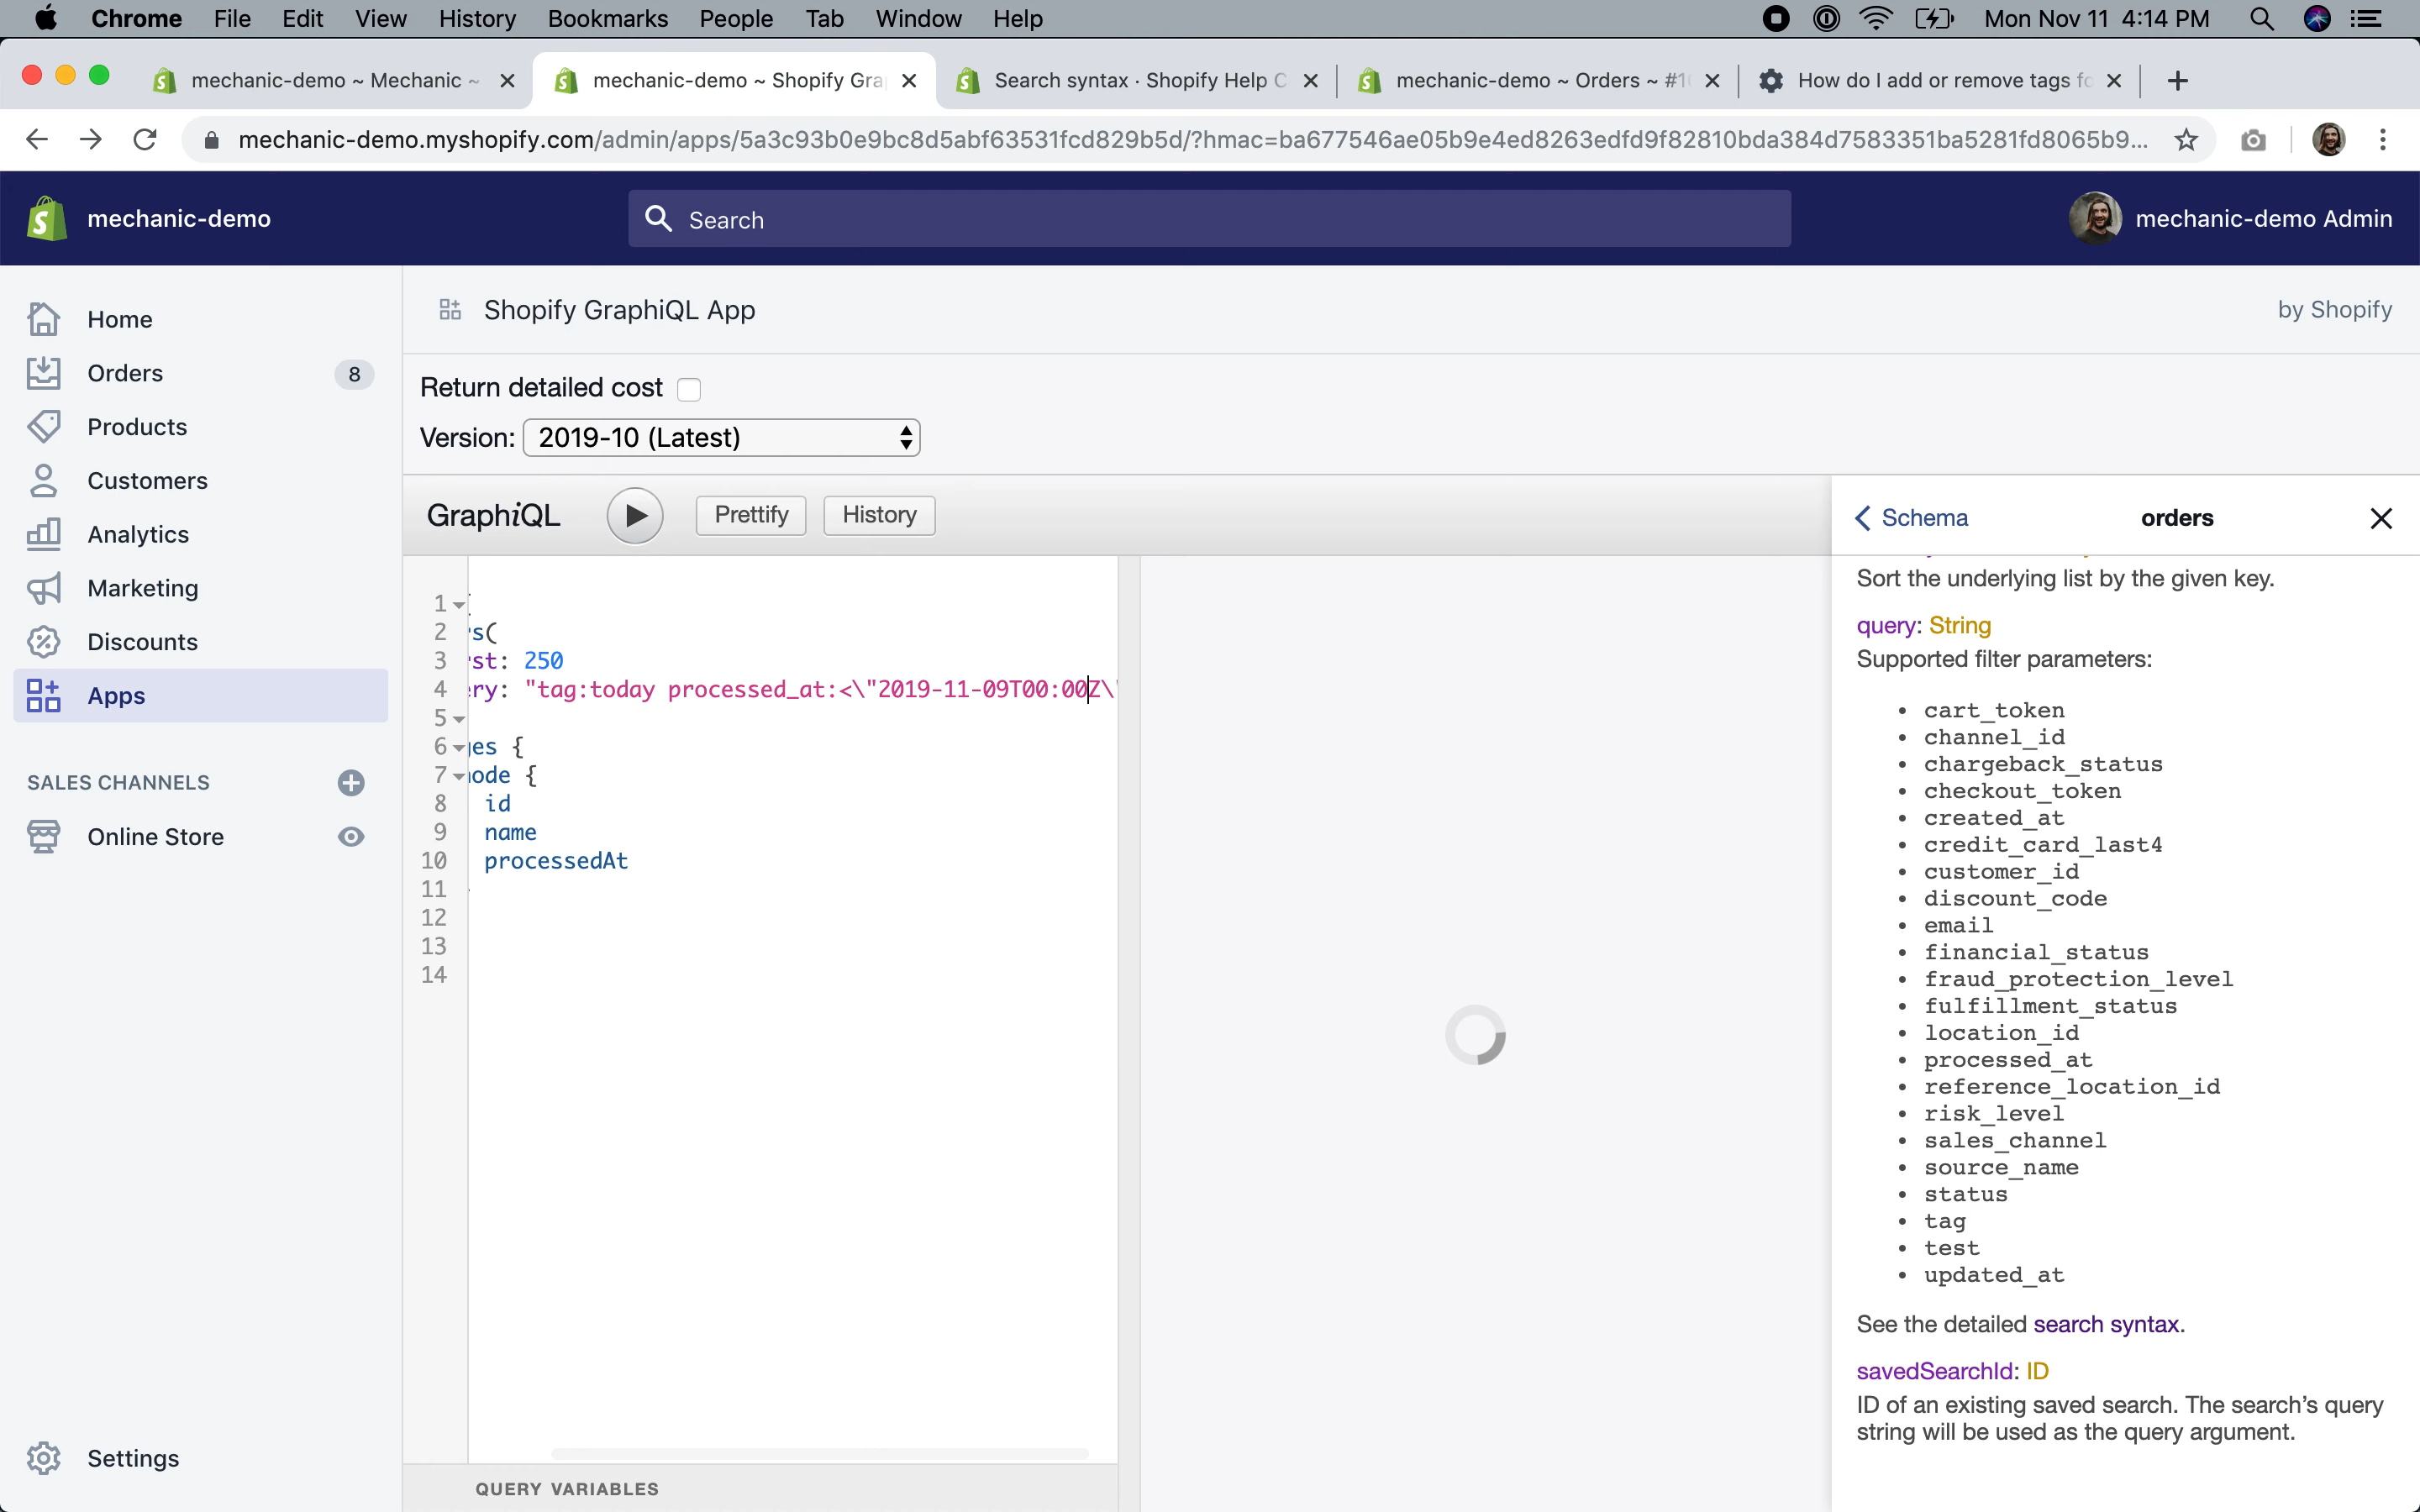 Chrome File Edit View History Bookmarks People Tab Window Help Mon Nov 11 4:14 PM
mechanic-demo ~ Mechanic ~ mechanic-demo ~ Shopify Gra Search syntax · Shopify Help C mechanic-demo ~ Orders ~ #1 How do I add or remove tags fo
mechanic-demo.myshopify.com/admin/apps/5a3c93b0e9bc8d5abf63531fcd829b5d/?hmac=ba677546ae05b9e4ed8263edfd9f82810bda384d7583351ba5281fd8065b9...
mechanic-demo Search mechanic-demo Admin
Home
Orders 8
Products
Customers
Analytics
Marketing
Discounts
Apps
SALES CHANNELS
Online Store
Settings
Shopify GraphiQL App by Shopify
Return detailed cost
Version: 2019-10 (Latest)
GraphiQL Prettify History
1
2 s(
3 st: 250
4 ry: "tag:today processed_at:<\"2019-11-09T00:00Z\
5
6 es {
7 ode {
8 id
9 name
10 processedAt
11
12
13
14
QUERY VARIABLES
Schema orders
Sort the underlying list by the given key.
query: String
Supported filter parameters:
• cart_token
• channel_id
• chargeback_status
• checkout_token
• created_at
• credit_card_last4
• customer_id
• discount_code
• email
• financial_status
• fraud_protection_level
• fulfillment_status
• location_id
• processed_at
• reference_location_id
• risk_level
• sales_channel
• source_name
• status
• tag
• test
• updated_at
See the detailed search syntax.
savedSearchId: ID
ID of an existing saved search. The search’s query
string will be used as the query argument.